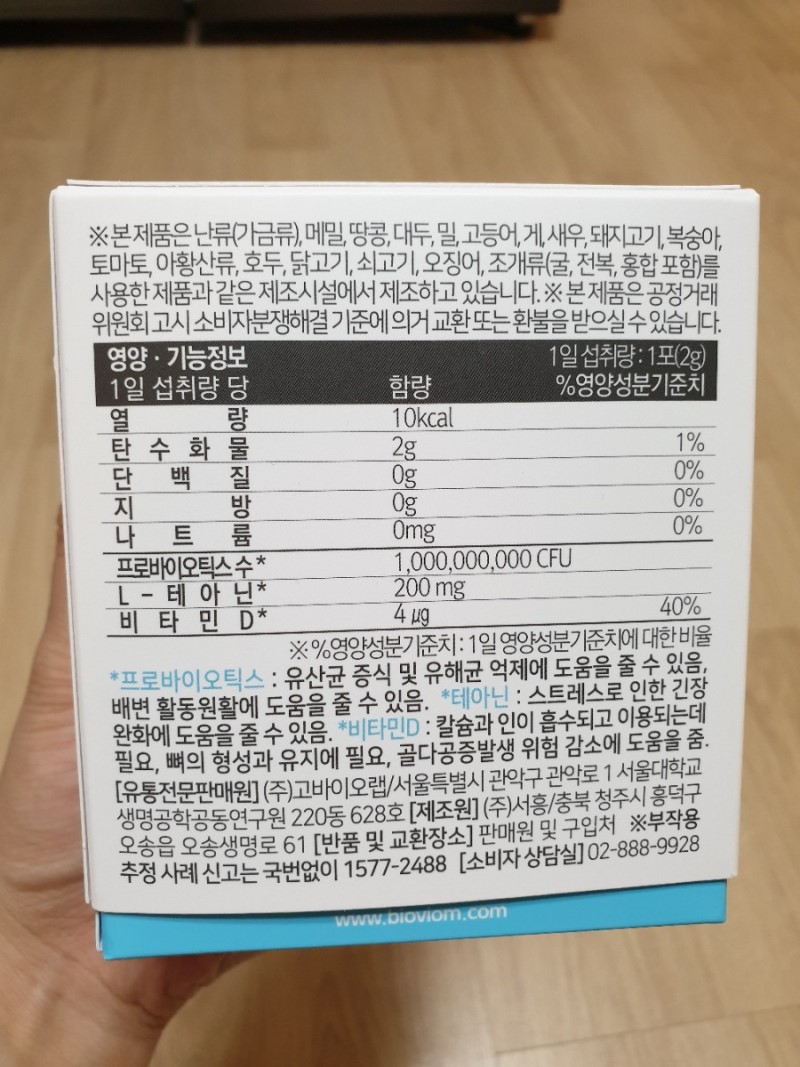 ※ 본 제품은 난류(가금류), 메밀, 땅콩, 대두, 밀, 고등어, 게, 새우, 돼지고기, 복숭아,
토마토, 아황산류, 호두, 닭고기, 쇠고기, 오징어, 조개류(굴, 전복, 홍합 포함)를
사용한 제품과 같은 제조시설에서 제조하고 있습니다. ※ 본 제품은 공정거래
위원회 고시 소비자분쟁해결 기준에 의거 교환 또는 환불을 받으실 수 있습니다.
영양 · 기능정보 1일 섭취량 : 1포(2g)
1일 섭취량 당 함량 %영양성분기준치
열 량 10kcal
탄 수 화 물 2g 1%
단 백 질 0g 0%
지 방 0g 0%
나 트 륨 0mg 0%
프로바이오틱스 수* 1,000,000,000 CFU
L - 테 아 닌* 200 mg
비 타 민 D* 4 μg 40%
※ %영양성분기준치 : 1일 영양성분기준치에 대한 비율
*프로바이오틱스 : 유산균 증식 및 유해균 억제에 도움을 줄 수 있음,
배변 활동원활에 도움을 줄 수 있음. *테아닌 : 스트레스로 인한 긴장
완화에 도움을 줄 수 있음. *비타민D : 칼슘과 인이 흡수되고 이용되는데
필요, 뼈의 형성과 유지에 필요, 골다공증발생 위험 감소에 도움을 줌.
[유통전문판매원] (주)고바이오랩/서울특별시 관악구 관악로 1 서울대학교
생명공학공동연구원 220동 628호 [제조원] (주)서흥/충북 청주시 흥덕구
오송읍 오송생명로 61 [반품 및 교환장소] 판매원 및 구입처 ※부작용
추정 사례 신고는 국번없이 1577-2488 [소비자 상담실] 02-888-9928
www.bioviom.com